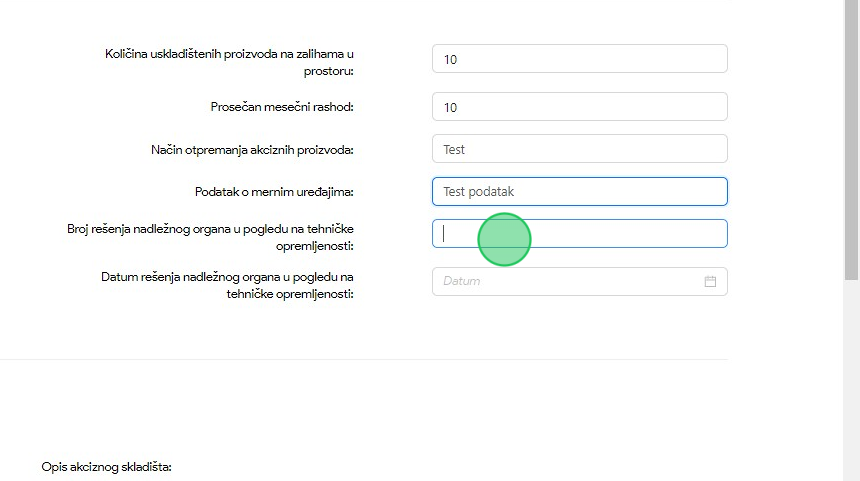 Količina uskladištenih proizvoda na zalihama u
prostoru:
10
Prosečan mesečni rashod:
10
Način otpremanja akciznih proizvoda:
Test
Podatak o mernim uređajima:
Test podatak
Broj rešenja nadležnog organa u pogledu na tehničke
opremljenosti:
Datum rešenja nadležnog organa u pogledu na
tehničke opremljenosti:
Datum
Opis akciznog skladišta: